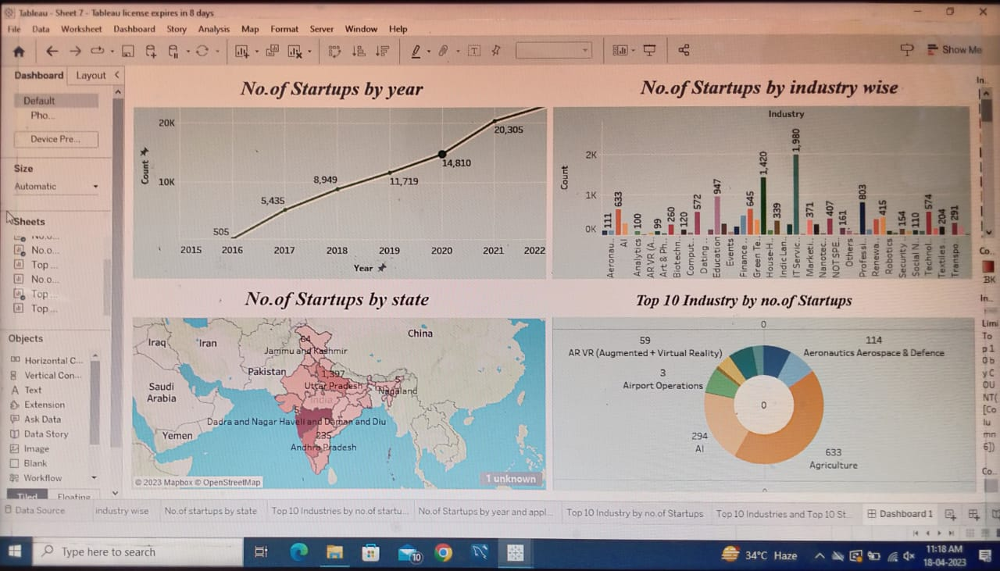 Tableau - Sheet 7 - Tableau license expires in 8 days
File Data Worksheet Dashboard Story Analysis Map Format Server Window Help
Show Me
Dashboard Layout
Default
Pho...
Device Pre...
Size
Automatic
Sheets
No.o...
Top ...
No.o...
Top ...
Top ...
Objects
Horizontal C...
Vertical Con...
Text
Extension
Ask Data
Data Story
Image
Blank
Workflow
Tiled Floating
No.of Startups by year
20K
10K
Count
505
5,435
8,949
11,719
14,810
20,305
2015 2016 2017 2018 2019 2020 2021 2022
Year
No.of Startups by industry wise
Industry
Count
2K
1K
0K
111 633 100 99 260 120 572 947 645 1,420 339 1,980 371 407 161 803 415 154 110 574 204 291
Aeronau..
AI
Analytics
AR VR (A..
Art & Ph..
Biotechn..
Comput..
Dating ..
Education
Events
Finance ..
Green Te..
House-H..
Indic Lan..
IT Servic..
Marketi..
Nanotec..
NOT SPE..
Others
Professi..
Renewa..
Robotics
Security ..
Social N..
Technol..
Textiles ..
Transpo..
No.of Startups by state
China
Iraq
Iran
64
Jammu and Kashmir
Pakistan
1,397
Uttar Pradesh
Nagaland
Saudi
Arabia
India
5
Dadra and Nagar Haveli and Daman and Diu
Yemen
235
Andhra Pradesh
© 2023 Mapbox © OpenStreetMap
1 unknown
Top 10 Industry by no.of Startups
0
59
AR VR (Augmented + Virtual Reality)
114
Aeronautics Aerospace & Defence
3
Airport Operations
0
294
AI
633
Agriculture
In..
Co..
BK
In..
Limi
To
p 1
0 b
y C
OU
NT(
[Co
lu
mn
6])
Co..
Data Source industry wise No.of startups by state Top 10 Industries by no.of startu... No.of Startups by year and appl... Top 10 Industry by no.of Startups Top 10 Industries and Top 10 St... Dashboard 1
Type here to search
10
34°C Haze
11:18 AM
18-04-2023